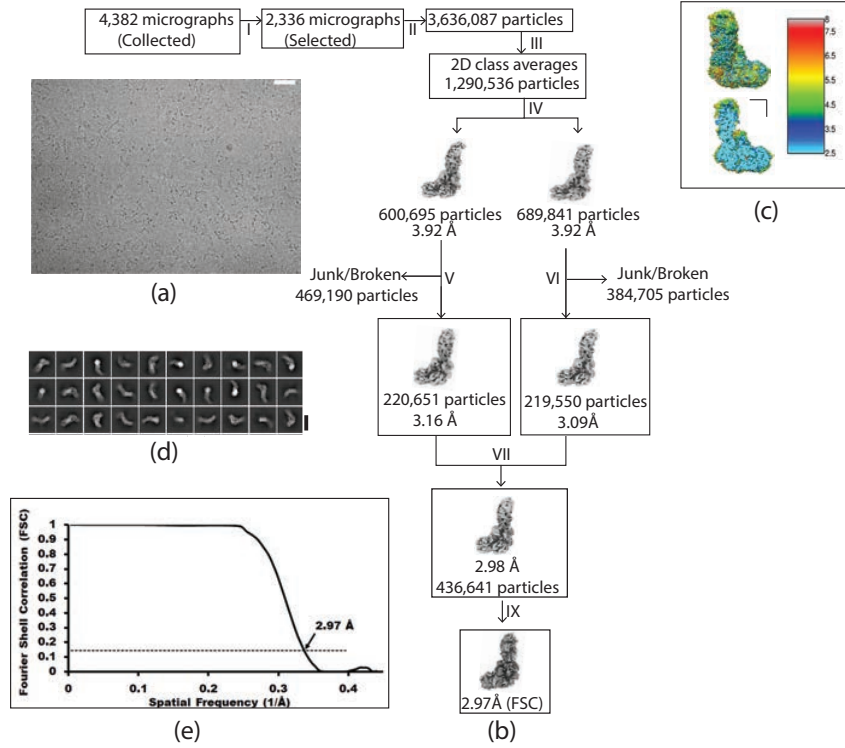 4,382 micrographs
(Collected)
I
2,336 micrographs
(Selected)
II
3,636,087 particles
III
2D class averages
1,290,536 particles
IV
600,695 particles
3.92 Å
689,841 particles
3.92 Å
Junk/Broken
469,190 particles
V
VI
Junk/Broken
384,705 particles
220,651 particles
3.16 Å
219,550 particles
3.09Å
VII
2.98 Å
436,641 particles
IX
2.97Å (FSC)
(b)
(a)
8
7.5
6.5
5.5
4.5
3.5
2.5
(c)
(d)
Fourier Shell Correlation (FSC)
1
0.9
0.8
0.7
0.6
0.5
0.4
0.3
0.2
0.1
0
2.97 Å
0 0.1 0.2 0.3 0.4
Spatial Frequency (1/Å)
(e)